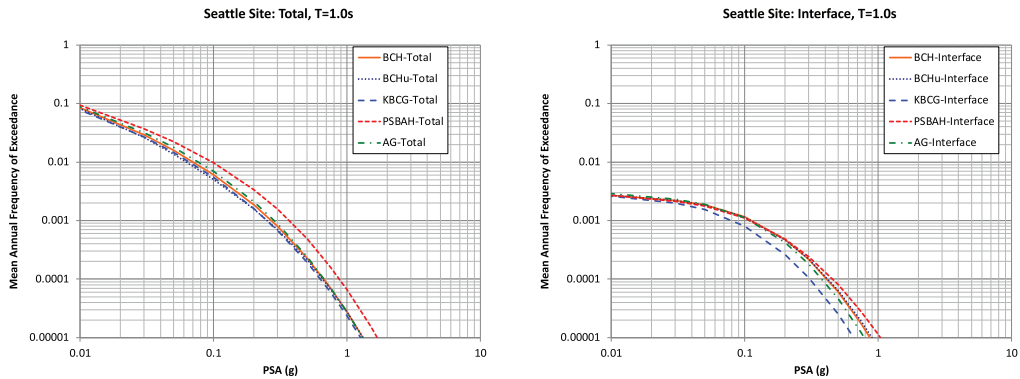 Seattle Site: Total, T=1.0s
Mean Annual Frequency of Exceedance
1
0.1
0.01
0.001
0.0001
0.00001
0.01
0.1
1
10
PSA (g)
BCH-Total
BCHu-Total
KBCG-Total
PSBAH-Total
AG-Total
Seattle Site: Interface, T=1.0s
Mean Annual Frequency of Exceedance
1
0.1
0.01
0.001
0.0001
0.00001
0.01
0.1
1
10
PSA (g)
BCH-Interface
BCHu-Interface
KBCG-Interface
PSBAH-Interface
AG-Interface